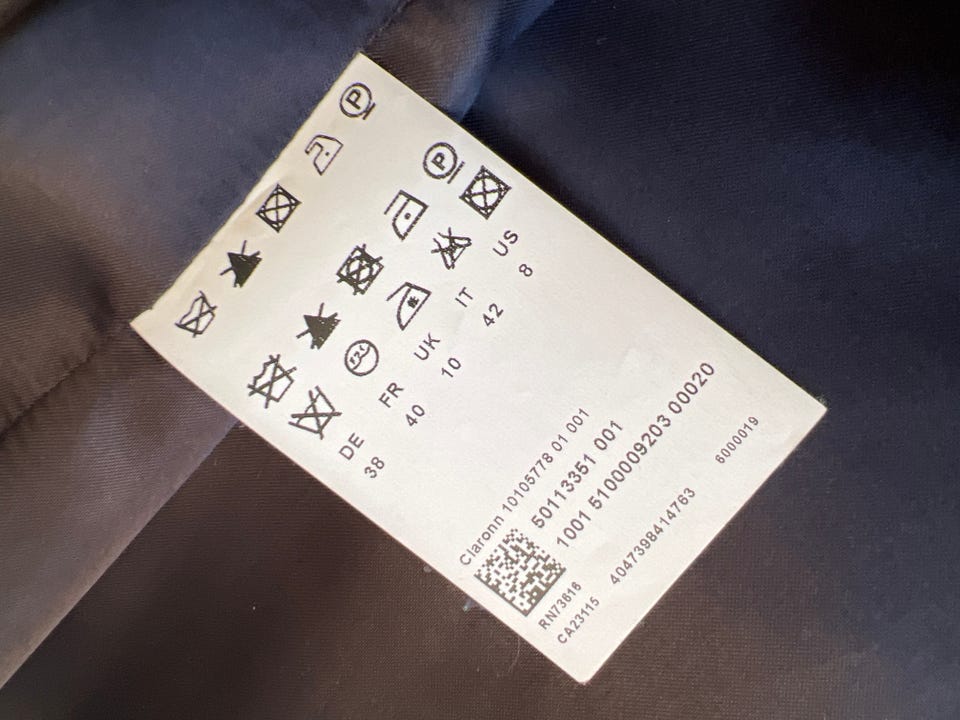 P
P
DE FR UK IT US
38 40 10 42 8
Claronn 10105778 01 001
50113351 001
1001 5100009203 00020
RN73616
CA23115 4047398414763 6000019